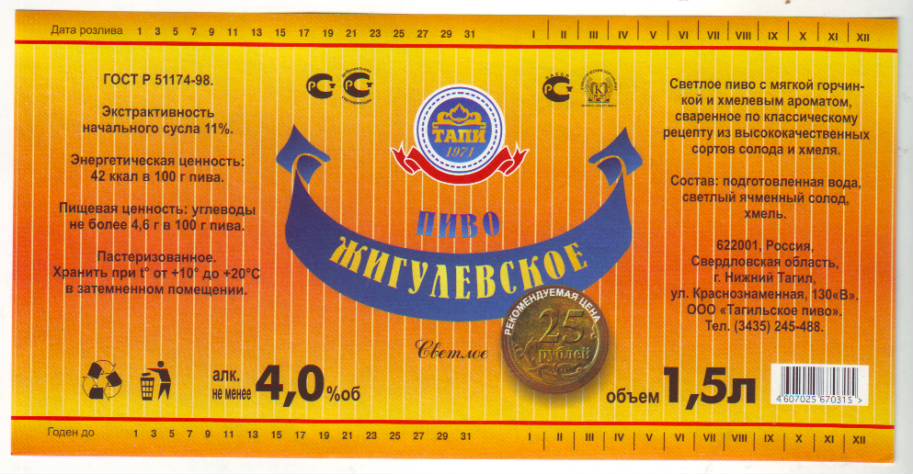 Дата розлива 1 3 5 7 9 11 13 15 17 19 21 23 25 27 29 31 I II III IV V VI VII VIII IX X XI XII
ГОСТ Р 51174-98.
Экстрактивность
начального сусла 11%.
Энергетическая ценность:
42 ккал в 100 г пива.
Пищевая ценность: углеводы
не более 4,6 г в 100 г пива.
Пастеризованное.
Хранить при t° от +10° до +20°С
в затемненном помещении.
алк.
не менее 4,0%об
ТАПИ
1971
ПИВО
ЖИГУЛЕВСКОЕ
Светлое
РЕКОМЕНДУЕМАЯ ЦЕНА
25
рублей
Светлое пиво с мягкой горчин-
кой и хмелевым ароматом,
сваренное по классическому
рецепту из высококачественных
сортов солода и хмеля.
Состав: подготовленная вода,
светлый ячменный солод,
хмель.
622001, Россия,
Свердловская область,
г. Нижний Тагил,
ул. Краснознаменная, 130«В».
ООО «Тагильское пиво».
Тел. (3435) 245-488.
объем 1,5л
4607025670315>
Годен до 1 3 5 7 9 11 13 15 17 19 21 23 25 27 29 31 I II III IV V VI VII VIII IX X XI XII